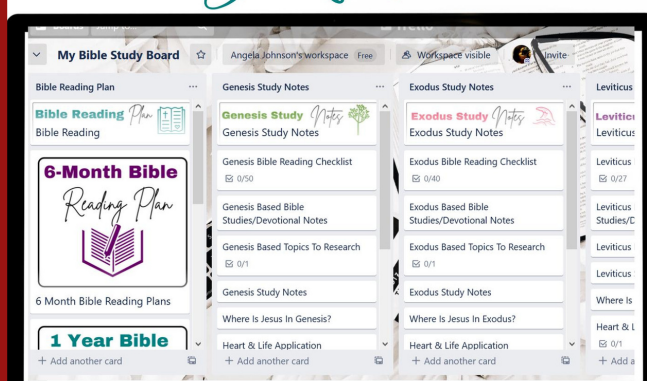 Boards
Trello
My Bible Study Board
Angela Johnson's workspace Free
Workspace visible
Invite
Bible Reading Plan
Bible Reading Plan
Bible Reading
6-Month Bible
Reading Plan
6 Month Bible Reading Plans
1 Year Bible
+ Add another card
Genesis Study Notes
Genesis Study Notes
Genesis Study Notes
Genesis Bible Reading Checklist
0/50
Genesis Based Bible
Studies/Devotional Notes
Genesis Based Topics To Research
0/1
Genesis Study Notes
Where Is Jesus In Genesis?
Heart & Life Application
+ Add another card
Exodus Study Notes
Exodus Study Notes
Exodus Study Notes
Exodus Bible Reading Checklist
0/40
Exodus Based Bible
Studies/Devotional Notes
Exodus Based Topics To Research
0/1
Exodus Study Notes
Where Is Jesus In Exodus?
Heart & Life Application
+ Add another card
Leviticus
Leviticus
Leviticus
0/27
Leviticus
Studies/D
Leviticus
Leviticus
Where Is
Heart & L
0/1
+ Add a